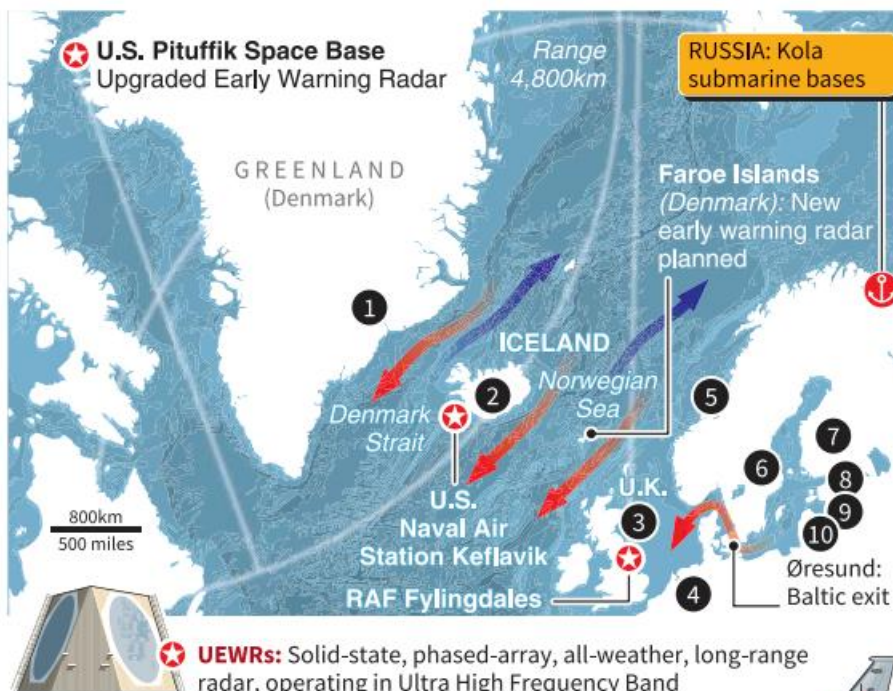 U.S. Pituffik Space Base
Upgraded Early Warning Radar
Range
4,800km
RUSSIA: Kola
submarine bases
GREENLAND
(Denmark)
Faroe Islands
(Denmark): New
early warning radar
planned
1
ICELAND
2
Denmark
Strait
Norwegian
Sea
5
7
6
8
9
10
800km
500 miles
U.S.
Naval Air
Station Keflavik
U.K.
3
RAF Fylingdales
4
Øresund:
Baltic exit
UEWRs: Solid-state, phased-array, all-weather, long-range
radar, operating in Ultra High Frequency Band